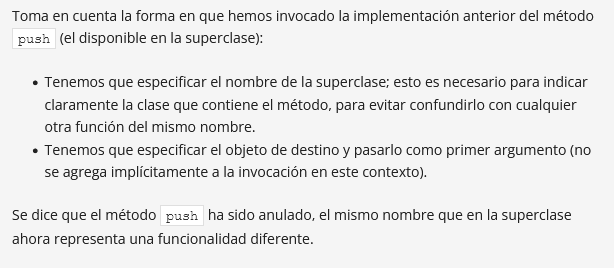 Toma en cuenta la forma en que hemos invocado la implementación anterior del método
push (el disponible en la superclase):
• Tenemos que especificar el nombre de la superclase; esto es necesario para indicar
claramente la clase que contiene el método, para evitar confundirlo con cualquier
otra función del mismo nombre.
• Tenemos que especificar el objeto de destino y pasarlo como primer argumento (no
se agrega implícitamente a la invocación en este contexto).
Se dice que el método push ha sido anulado, el mismo nombre que en la superclase
ahora representa una funcionalidad diferente.